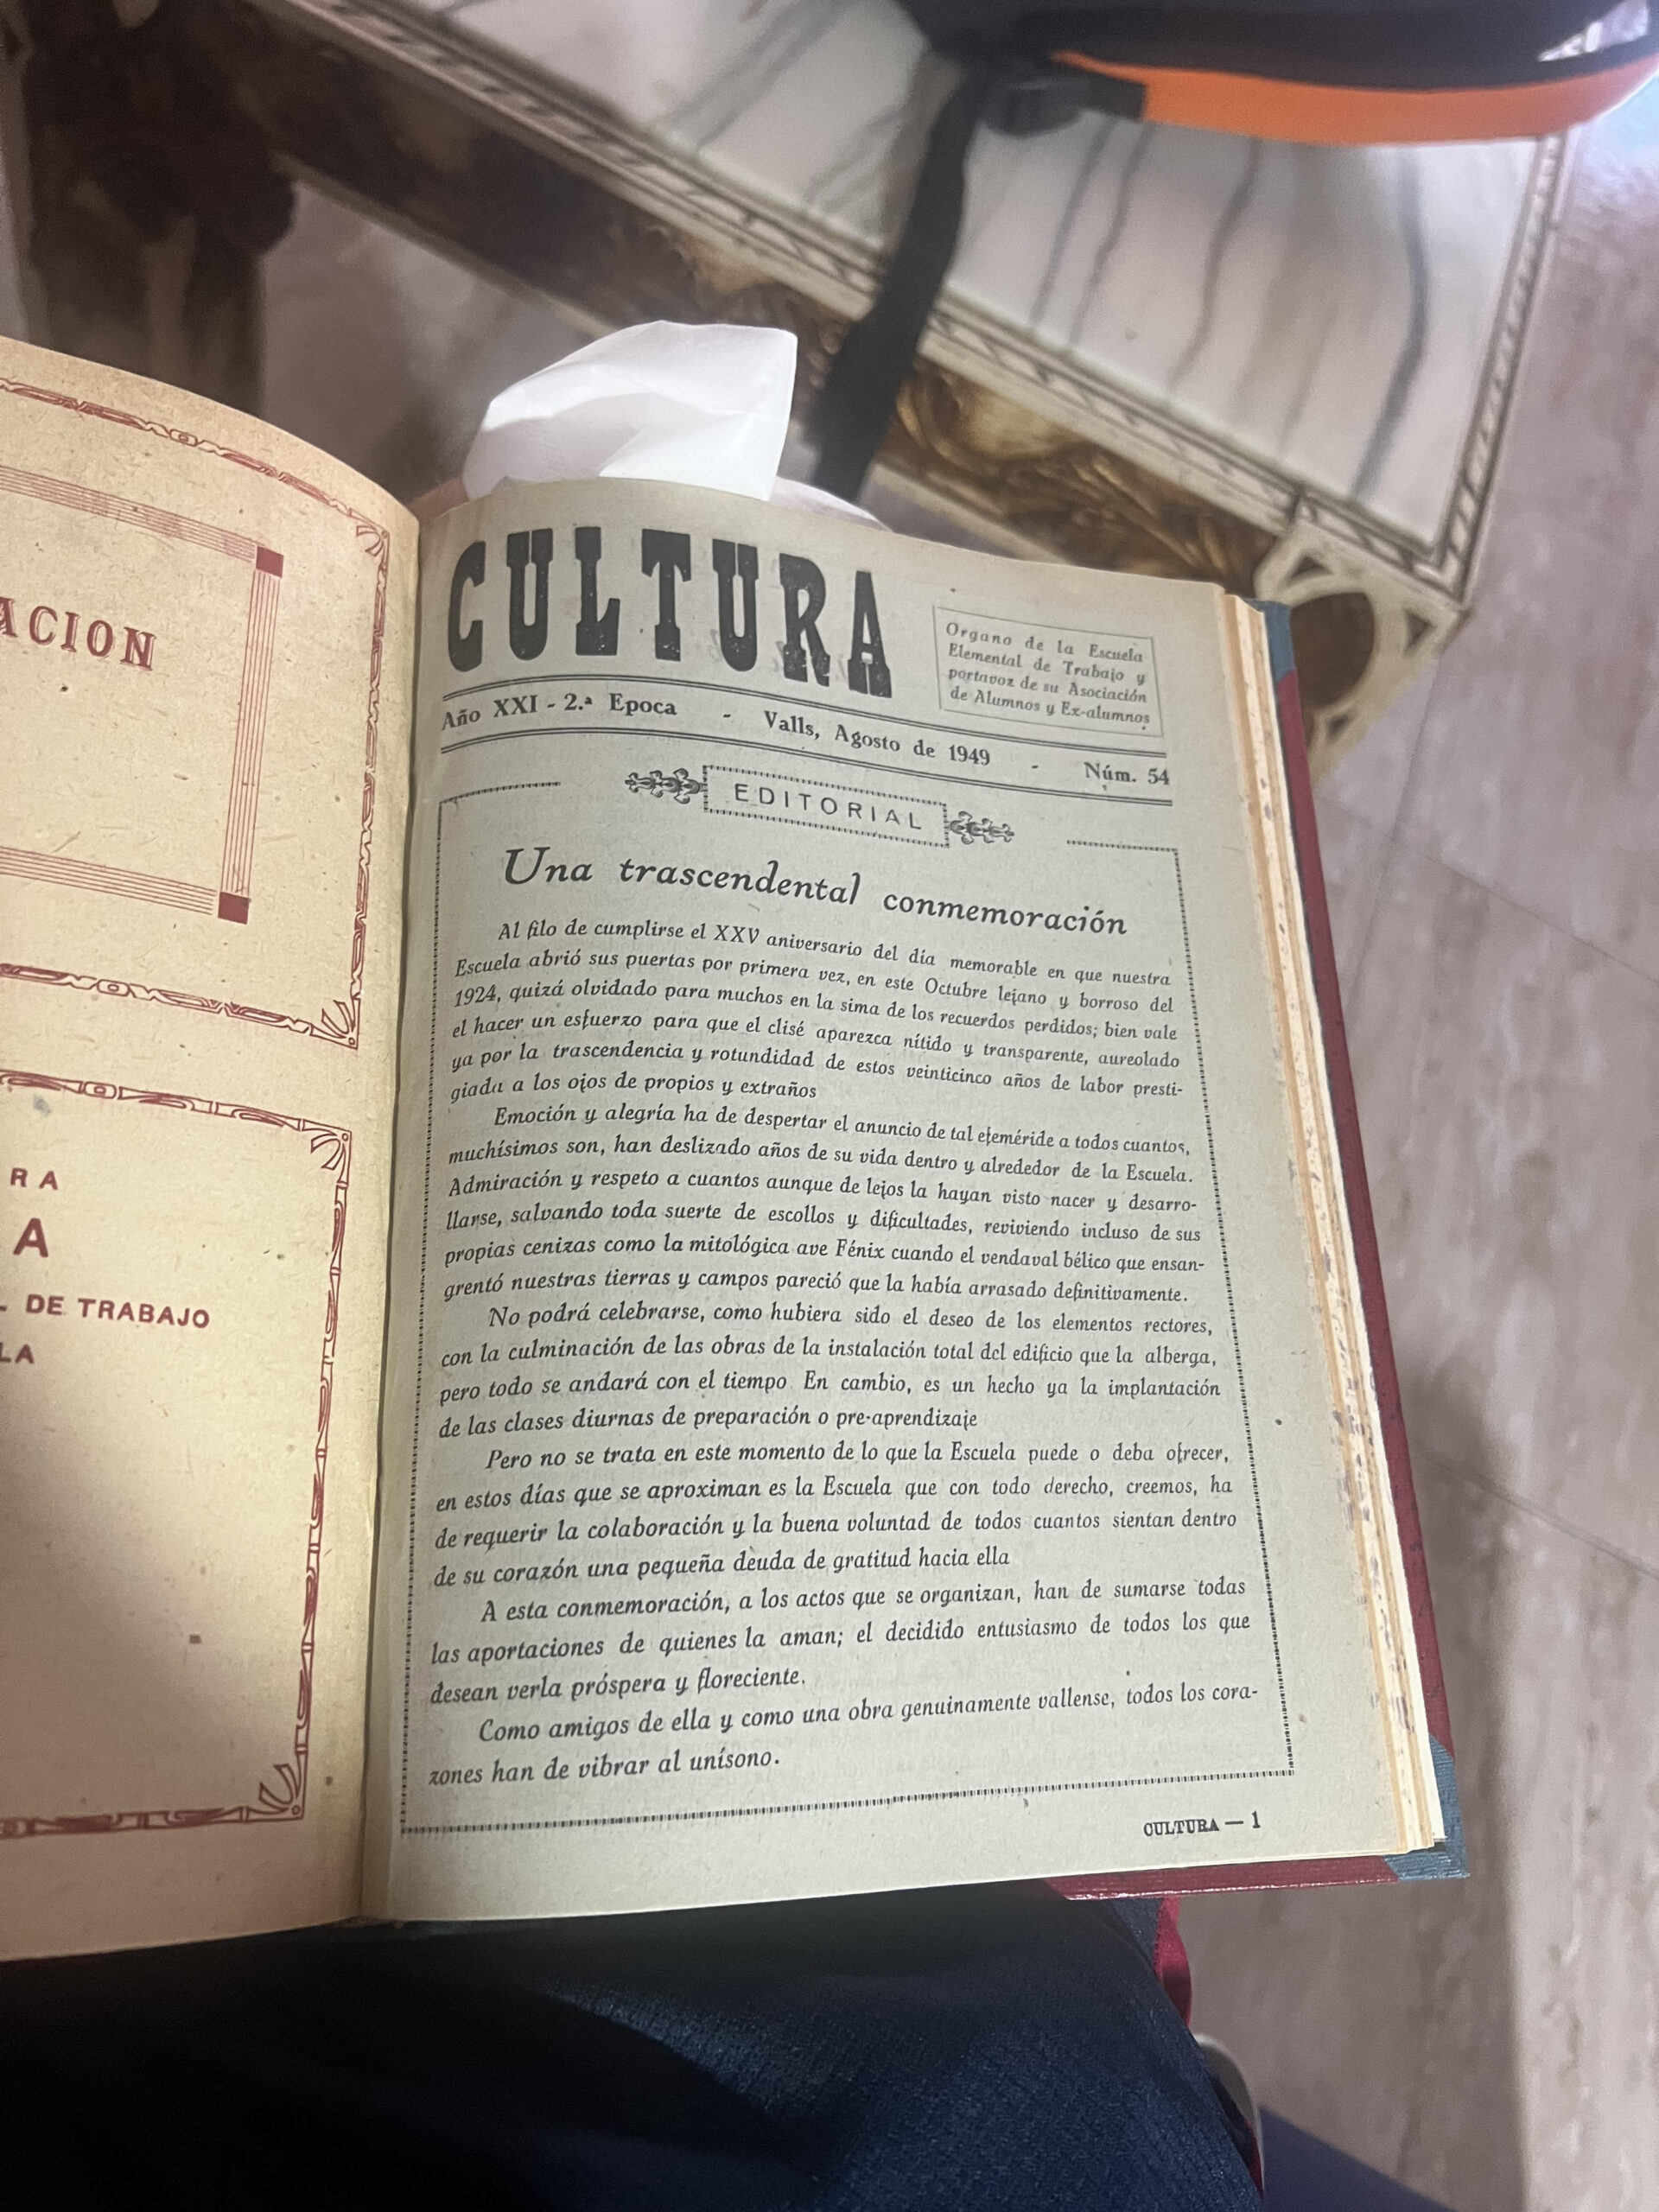 ACION
RA
A
DE TRABAJO
LA
CULTURA
Organo de la Escuela
Elemental de Trabajo y
portavoz de su Asociación
de Alumnos y Ex-alumnos
Año XXI - 2.ª Epoca - Valls, Agosto de 1949 - Núm. 54
EDITORIAL
Una trascendental conmemoración
Al filo de cumplirse el XXV aniversario del día memorable en que nuestra
Escuela abrió sus puertas por primera vez, en este Octubre lejano y borroso del
1924, quizá olvidado para muchos en la sima de los recuerdos perdidos; bien vale
el hacer un esfuerzo para que el clisé aparezca nítido y transparente, aureolado
ya por la trascendencia y rotundidad de estos veinticinco años de labor presti-
giada a los ojos de propios y extraños
Emoción y alegría ha de despertar el anuncio de tal efeméride a todos cuantos,
muchísimos son, han deslizado años de su vida dentro y alrededor de la Escuela.
Admiración y respeto a cuantos aunque de lejos la hayan visto nacer y desarro-
llarse, salvando toda suerte de escollos y dificultades, reviviendo incluso de sus
propias cenizas como la mitológica ave Fénix cuando el vendaval bélico que ensan-
grentó nuestras tierras y campos pareció que la había arrasado definitivamente.
No podrá celebrarse, como hubiera sido el deseo de los elementos rectores,
con la culminación de las obras de la instalación total del edificio que la alberga,
pero todo se andará con el tiempo En cambio, es un hecho ya la implantación
de las clases diurnas de preparación o pre-aprendizaje
Pero no se trata en este momento de lo que la Escuela puede o deba ofrecer,
en estos días que se aproximan es la Escuela que con todo derecho, creemos, ha
de requerir la colaboración y la buena voluntad de todos cuantos sientan dentro
de su corazón una pequeña deuda de gratitud hacia ella
A esta conmemoración, a los actos que se organizan, han de sumarse todas
las aportaciones de quienes la aman; el decidido entusiasmo de todos los que
desean verla próspera y floreciente.
Como amigos de ella y como una obra genuinamente vallense, todos los cora-
zones han de vibrar al unísono.
CULTURA — 1